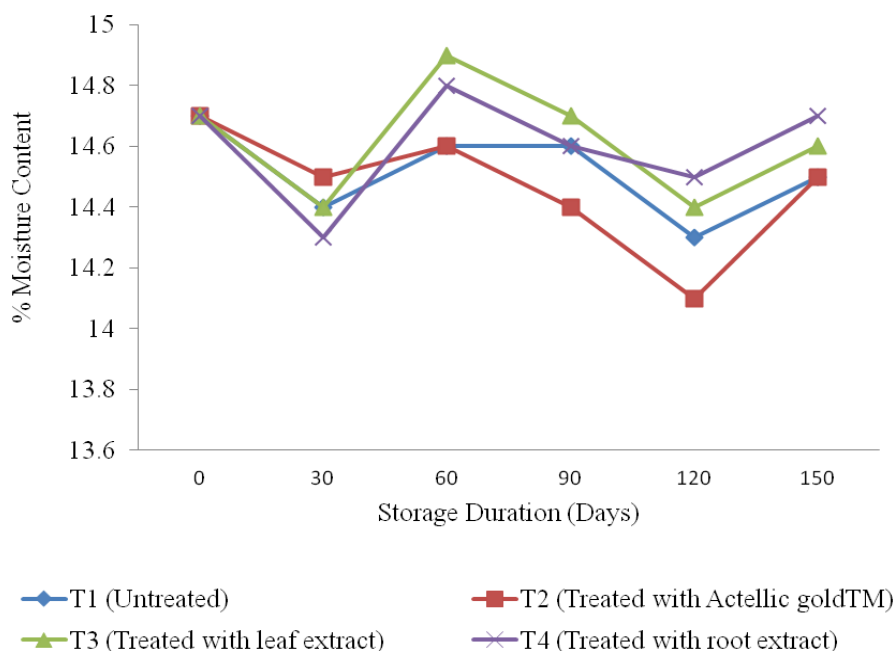 15
14.8
14.6
14.4
14.2
14
13.8
13.6
% Moisture Content
0 30 60 90 120 150
Storage Duration (Days)
T1 (Untreated) T2 (Treated with Actellic goldTM)
T3 (Treated with leaf extract) T4 (Treated with root extract)